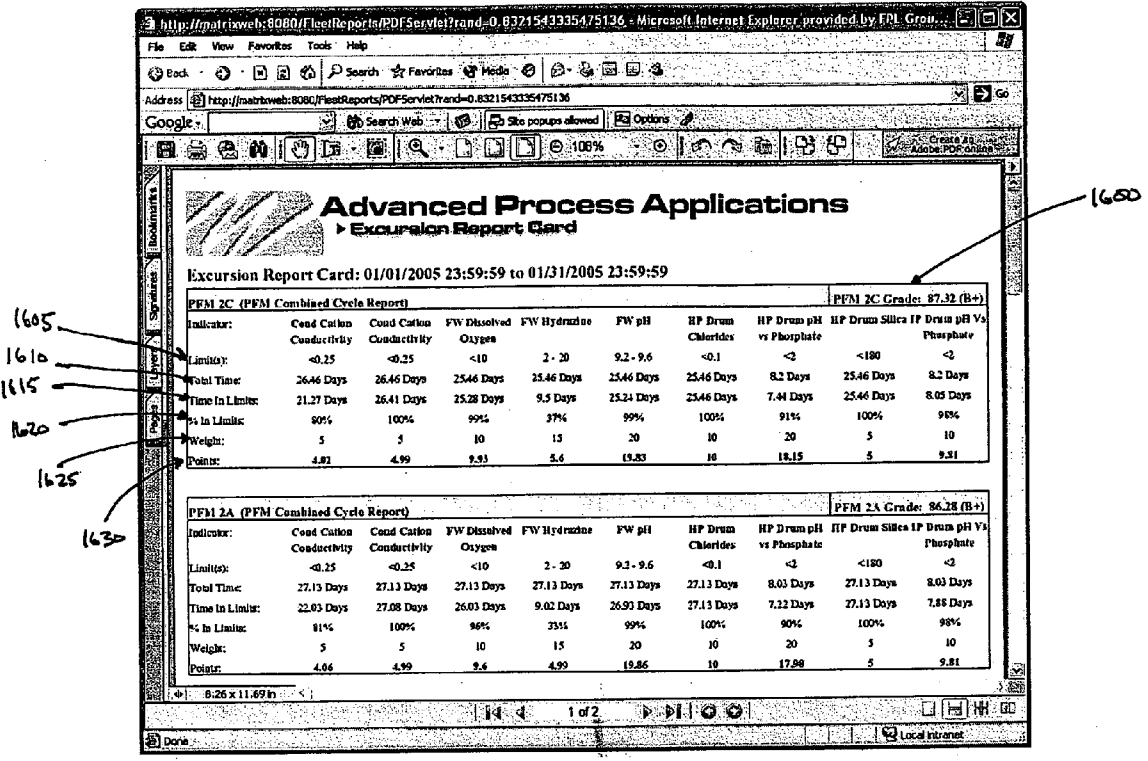 http://matrixweb:8080/FleetReports/PDFServlet?rand=0.8321543335475136 - Microsoft Internet Explorer provided by FPL Grou...
File Edit View Favorites Tools Help
Back Search Favorites Media
Address http://matrixweb:8080/FleetReports/PDFServlet?rand=0.8321543335475136 Go
Google Search Web Site popups allowed Options
108% Create An Adobe PDF online
Bookmarks
Signatures
Layers
Pages
Advanced Process Applications
Excursion Report Card
1600
Excursion Report Card: 01/01/2005 23:59:59 to 01/31/2005 23:59:59
PFM 2C (PFM Combined Cycle Report) PFM 2C Grade: 87.32 (B+)
Indicator: Cond Cation Conductivity Cond Cation Conductivity FW Dissolved Oxygen FW Hydrazine FW pH HP Drum Chlorides HP Drum pH vs Phosphate HP Drum Silica IP Drum pH Vs Phosphate
1605 Limit(s): <0.25 <0.25 <10 2 - 20 9.2 - 9.6 <0.1 <2 <180 <2
1610 Total Time: 26.46 Days 26.46 Days 25.46 Days 25.46 Days 25.46 Days 25.46 Days 8.2 Days 25.46 Days 8.2 Days
1615 Time In Limits: 21.27 Days 26.41 Days 25.28 Days 9.5 Days 25.24 Days 25.46 Days 7.44 Days 25.46 Days 8.05 Days
1620 % In Limits: 80% 100% 99% 37% 99% 100% 91% 100% 98%
1625 Weight: 5 5 10 15 20 10 20 5 10
1630 Points: 4.02 4.99 9.93 5.6 19.83 10 18.15 5 9.81
PFM 2A (PFM Combined Cycle Report) PFM 2A Grade: 86.28 (B+)
Indicator: Cond Cation Conductivity Cond Cation Conductivity FW Dissolved Oxygen FW Hydrazine FW pH HP Drum Chlorides HP Drum pH vs Phosphate HP Drum Silica IP Drum pH Vs Phosphate
Limit(s): <0.25 <0.25 <10 2 - 20 9.2 - 9.6 <0.1 <2 <180 <2
Total Time: 27.13 Days 27.13 Days 27.13 Days 27.13 Days 27.13 Days 27.13 Days 8.03 Days 27.13 Days 8.03 Days
Time In Limits: 22.03 Days 27.08 Days 26.03 Days 9.02 Days 26.93 Days 27.13 Days 7.22 Days 27.13 Days 7.88 Days
% In Limits: 81% 100% 96% 33% 99% 100% 90% 100% 98%
Weight: 5 5 10 15 20 10 20 5 10
Points: 4.06 4.99 9.6 4.99 19.86 10 17.98 5 9.81
8.26 x 11.69 in
1 of 2
Done Local intranet